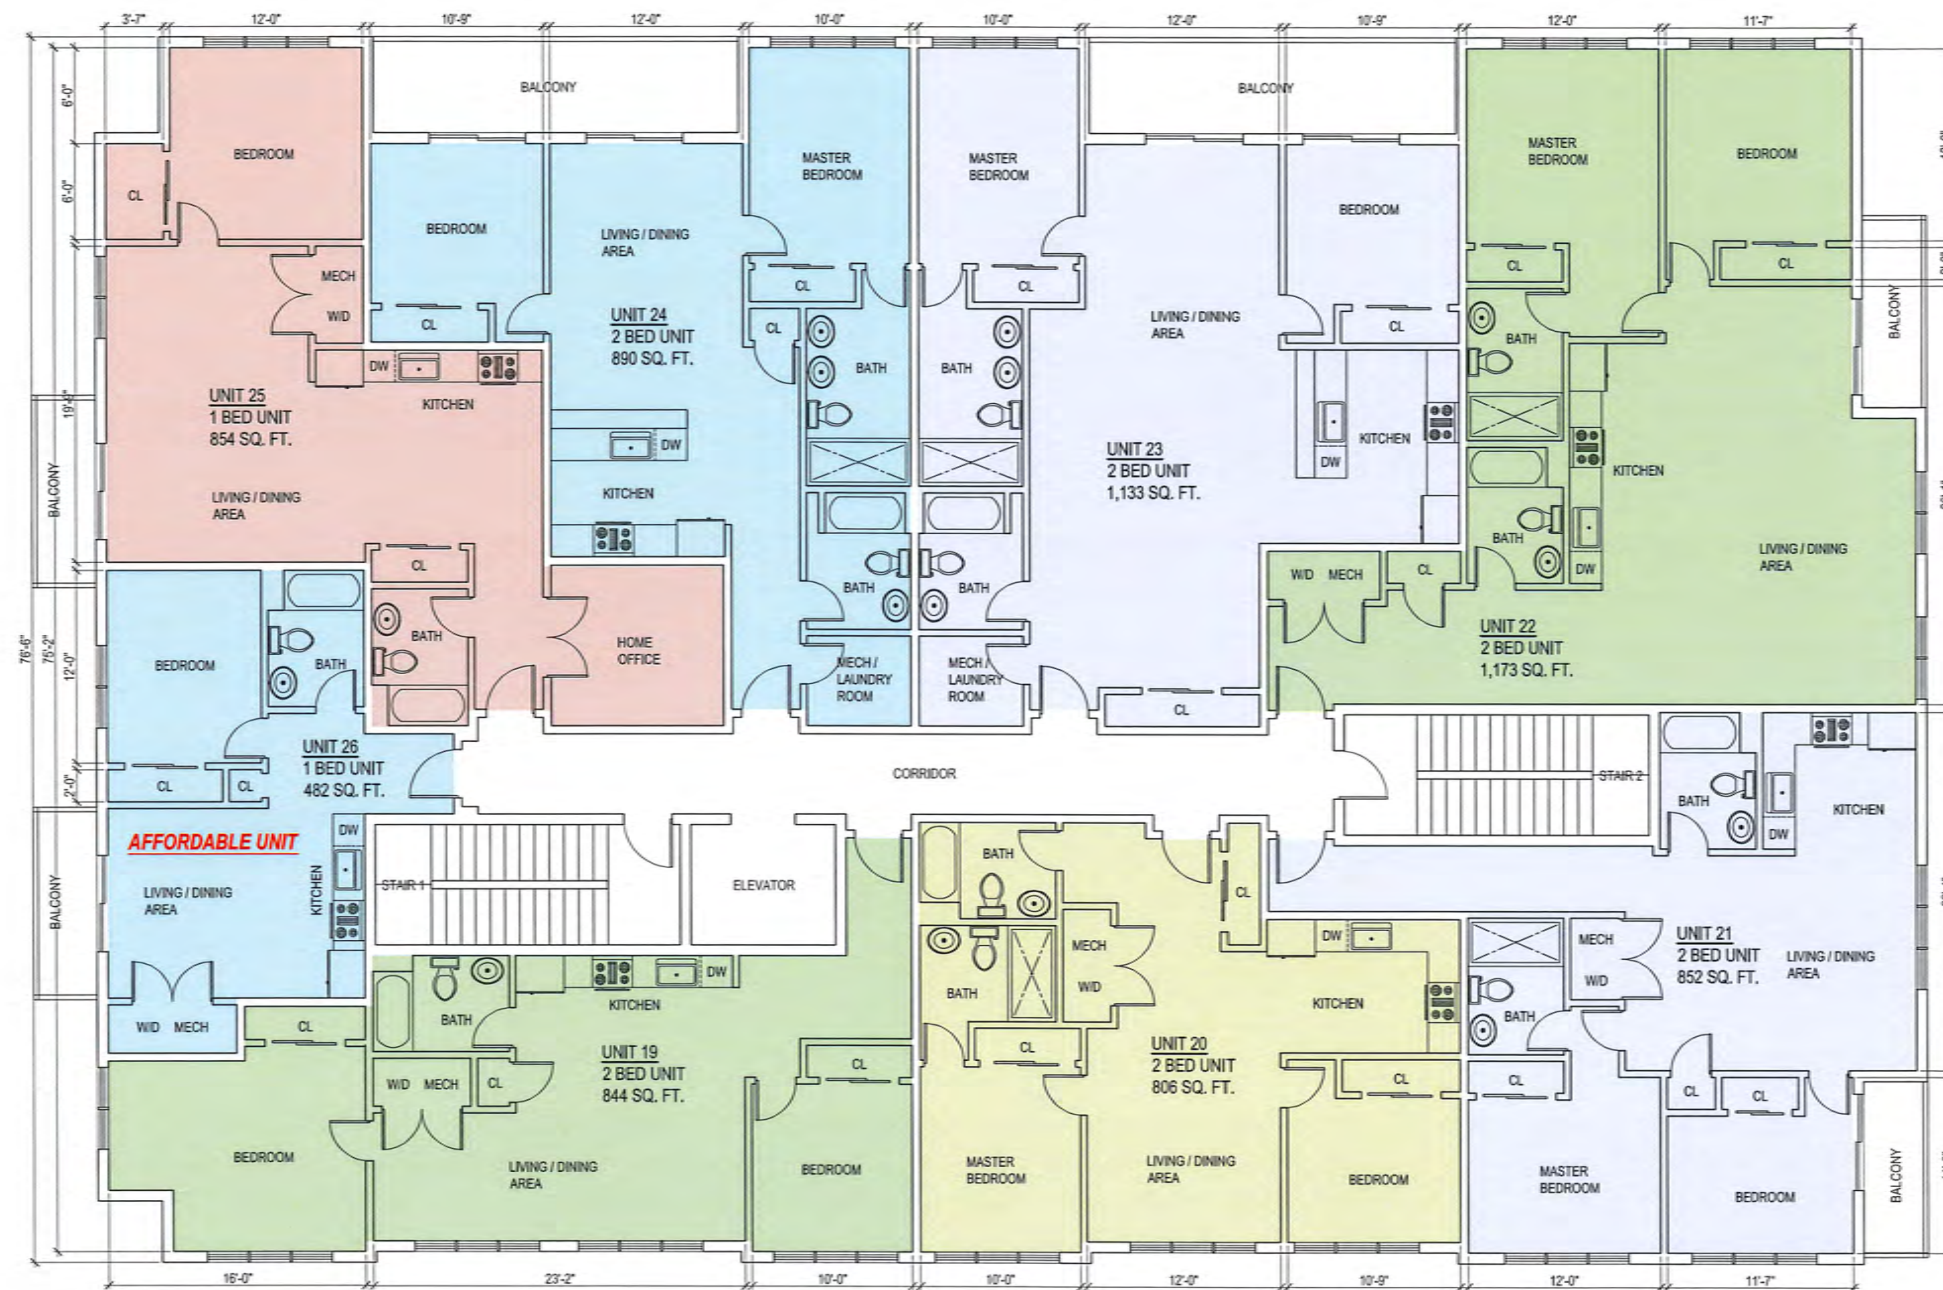 3'-7" 12'-0" 10'-9" 12'-0" 10'-0" 10'-0" 12'-0" 10'-9" 12'-0" 11'-7"
6'-0"
6'-0"
12'-0"
2'-0"
76'-6"
75'-2"
BALCONY
BALCONY
BEDROOM
CL
MECH
W/D
UNIT 25
1 BED UNIT
854 SQ. FT.
DW
KITCHEN
LIVING / DINING
AREA
CL
BATH
HOME
OFFICE
BALCONY
BEDROOM
CL
LIVING / DINING
AREA
UNIT 24
2 BED UNIT
890 SQ. FT.
DW
KITCHEN
MASTER
BEDROOM
CL
CL
BATH
BATH
MECH /
LAUNDRY
ROOM
BALCONY
MASTER
BEDROOM
CL
BATH
BATH
MECH /
LAUNDRY
ROOM
LIVING / DINING
AREA
BEDROOM
CL
UNIT 23
2 BED UNIT
1,133 SQ. FT.
KITCHEN
DW
CL
MASTER
BEDROOM
BEDROOM
CL
CL
BATH
BATH
KITCHEN
DW
LIVING / DINING
AREA
W/D MECH
CL
UNIT 22
2 BED UNIT
1,173 SQ. FT.
BALCONY
BEDROOM
BATH
UNIT 26
1 BED UNIT
482 SQ. FT.
CL
CL
AFFORDABLE UNIT
DW
KITCHEN
LIVING / DINING
AREA
W/D MECH
CORRIDOR
STAIR 1
ELEVATOR
STAIR 2
CL
BEDROOM
BATH
KITCHEN
DW
W/D MECH
CL
UNIT 19
2 BED UNIT
844 SQ. FT.
LIVING / DINING
AREA
CL
BEDROOM
BATH
BATH
CL
MECH
W/D
DW
KITCHEN
UNIT 20
2 BED UNIT
806 SQ. FT.
CL
CL
MASTER
BEDROOM
LIVING / DINING
AREA
BEDROOM
BATH
DW
KITCHEN
MECH
W/D
UNIT 21
2 BED UNIT
852 SQ. FT.
LIVING / DINING
AREA
BATH
CL
CL
CL
MASTER
BEDROOM
BEDROOM
BALCONY
16'-0" 23'-2" 10'-0" 10'-0" 12'-0" 10'-9" 12'-0" 11'-7"